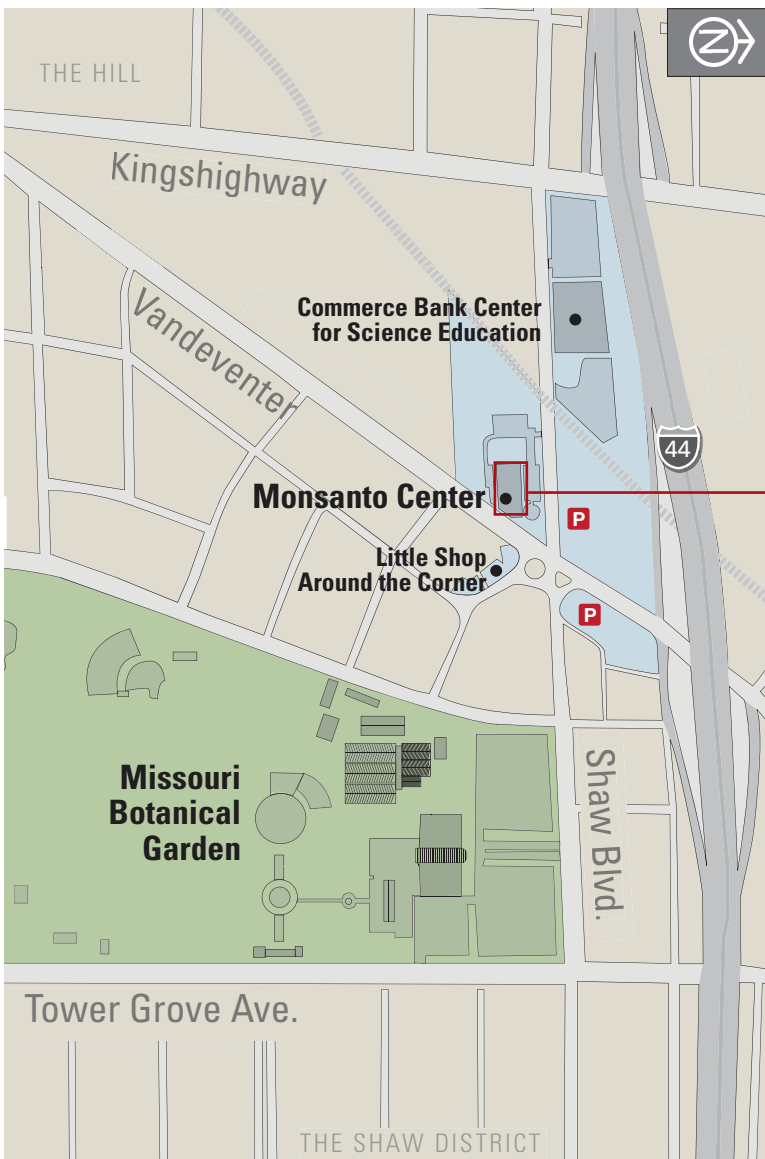 N
THE HILL
Kingshighway
Vandeventer
Commerce Bank Center
for Science Education
44
Monsanto Center
P
Little Shop
Around the Corner
P
Missouri
Botanical
Garden
Shaw Blvd.
Tower Grove Ave.
THE SHAW DISTRICT